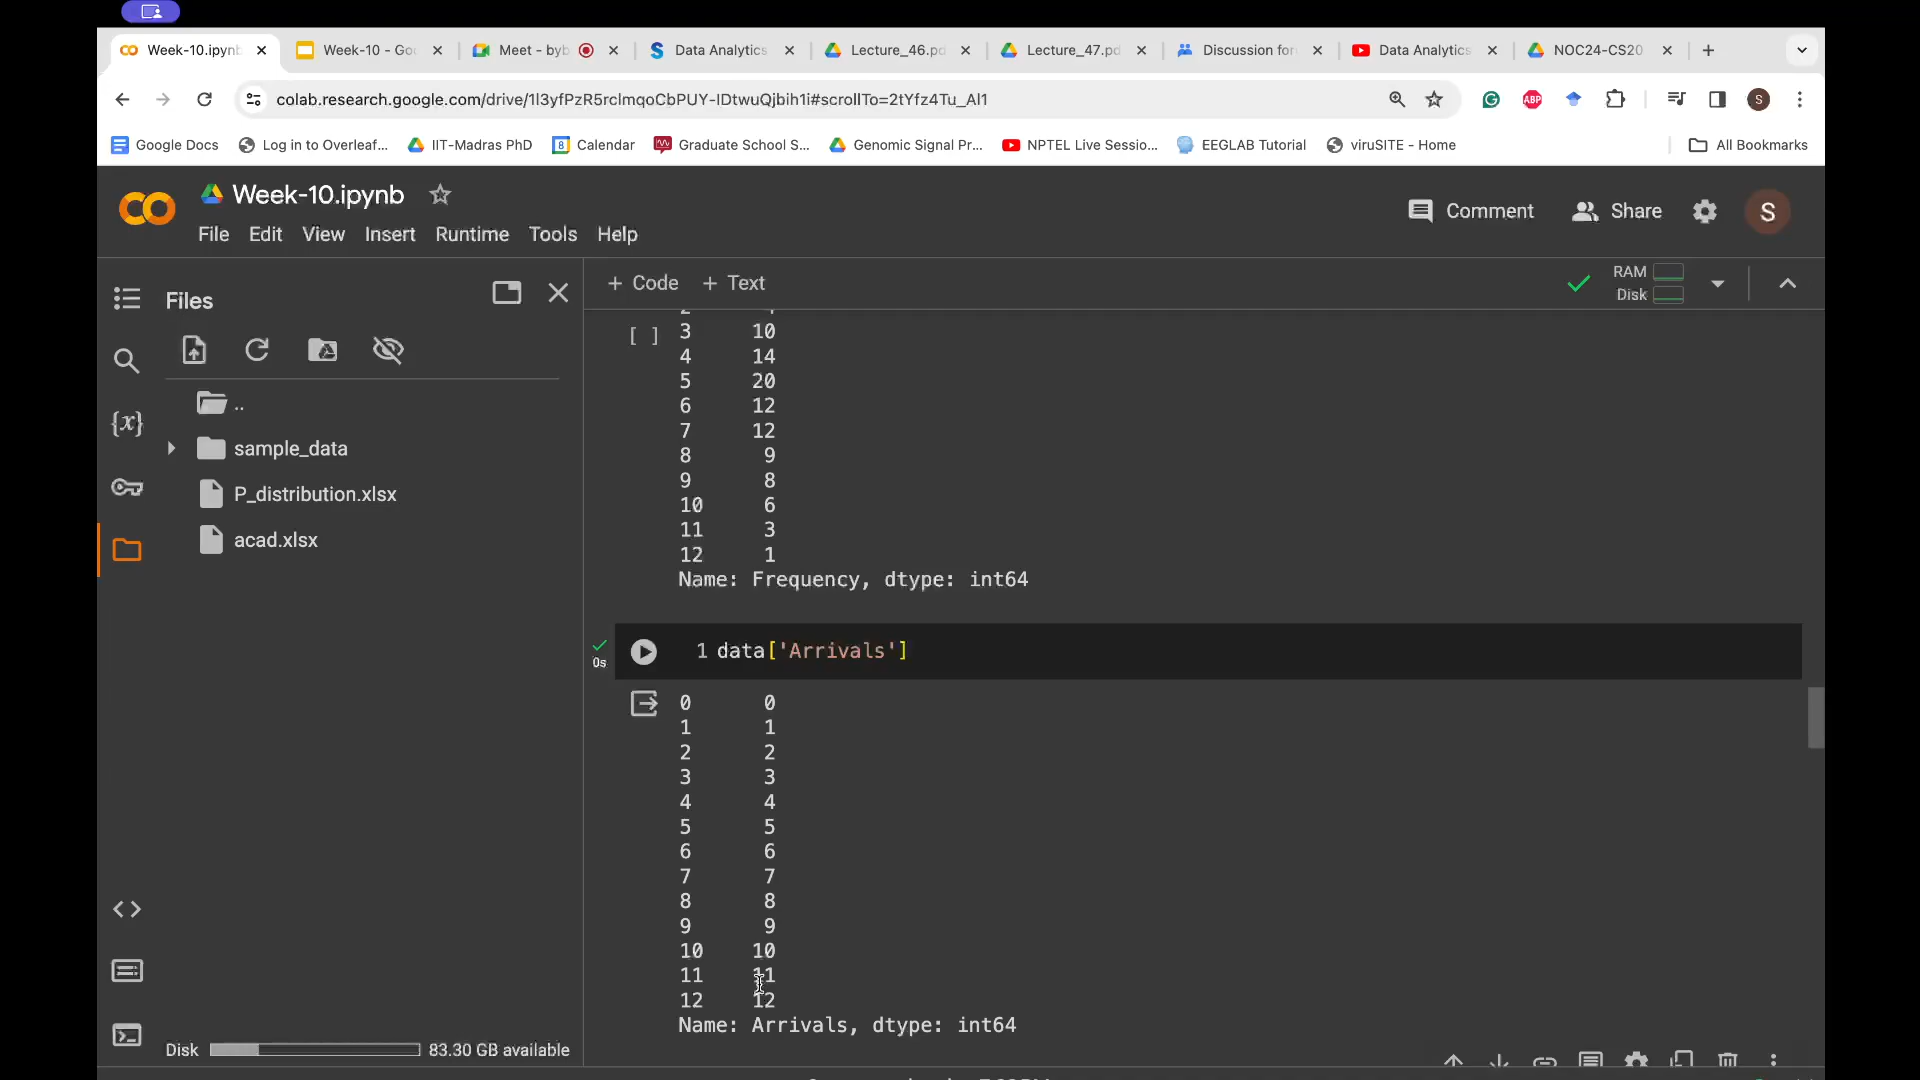 Week-10.ipynb
Week-10 - Goo
Meet - byb
Data Analytics
Lecture_46.pd
Lecture_47.pd
Discussion for
Data Analytics
NOC24-CS20
colab.research.google.com/drive/1l3yfPzR5rclmqoCbPUY-IDtwuQjbih1i#scrollTo=2tYfz4Tu_Al1
ABP
S
Google Docs
Log in to Overleaf...
IIT-Madras PhD
8
Calendar
Graduate School S...
Genomic Signal Pr...
NPTEL Live Sessio...
EEGLAB Tutorial
viruSITE - Home
All Bookmarks
Week-10.ipynb
Comment
Share
S
File Edit View Insert Runtime Tools Help
Files
+ Code + Text
RAM
Disk
..
sample_data
P_distribution.xlsx
acad.xlsx
{x}
[ ]
3 10
4 14
5 20
6 12
7 12
8 9
9 8
10 6
11 3
12 1
Name: Frequency, dtype: int64
0s
1 data['Arrivals']
0 0
1 1
2 2
3 3
4 4
5 5
6 6
7 7
8 8
9 9
10 10
11 11
12 12
Name: Arrivals, dtype: int64
Disk 83.30 GB available